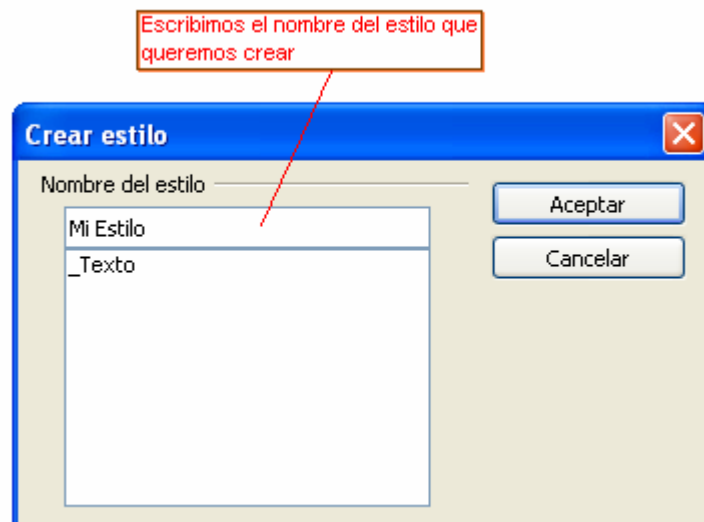 Escribimos el nombre del estilo que
queremos crear
Crear estilo
Nombre del estilo
Mi Estilo
_Texto
Aceptar
Cancelar